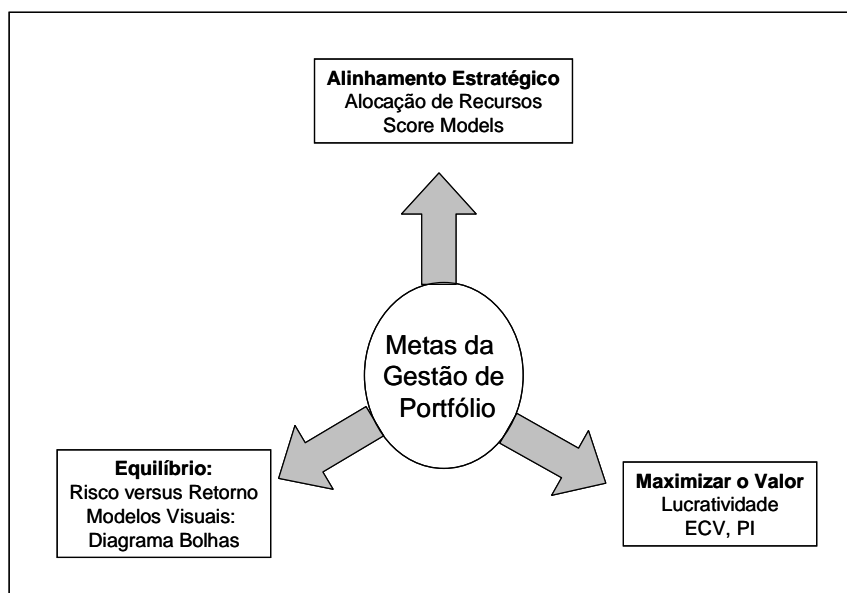 Alinhamento Estratégico
Alocação de Recursos
Score Models
Metas da
Gestão de
Portfólio
Equilíbrio:
Risco versus Retorno
Modelos Visuais:
Diagrama Bolhas
Maximizar o Valor
Lucratividade
ECV, PI